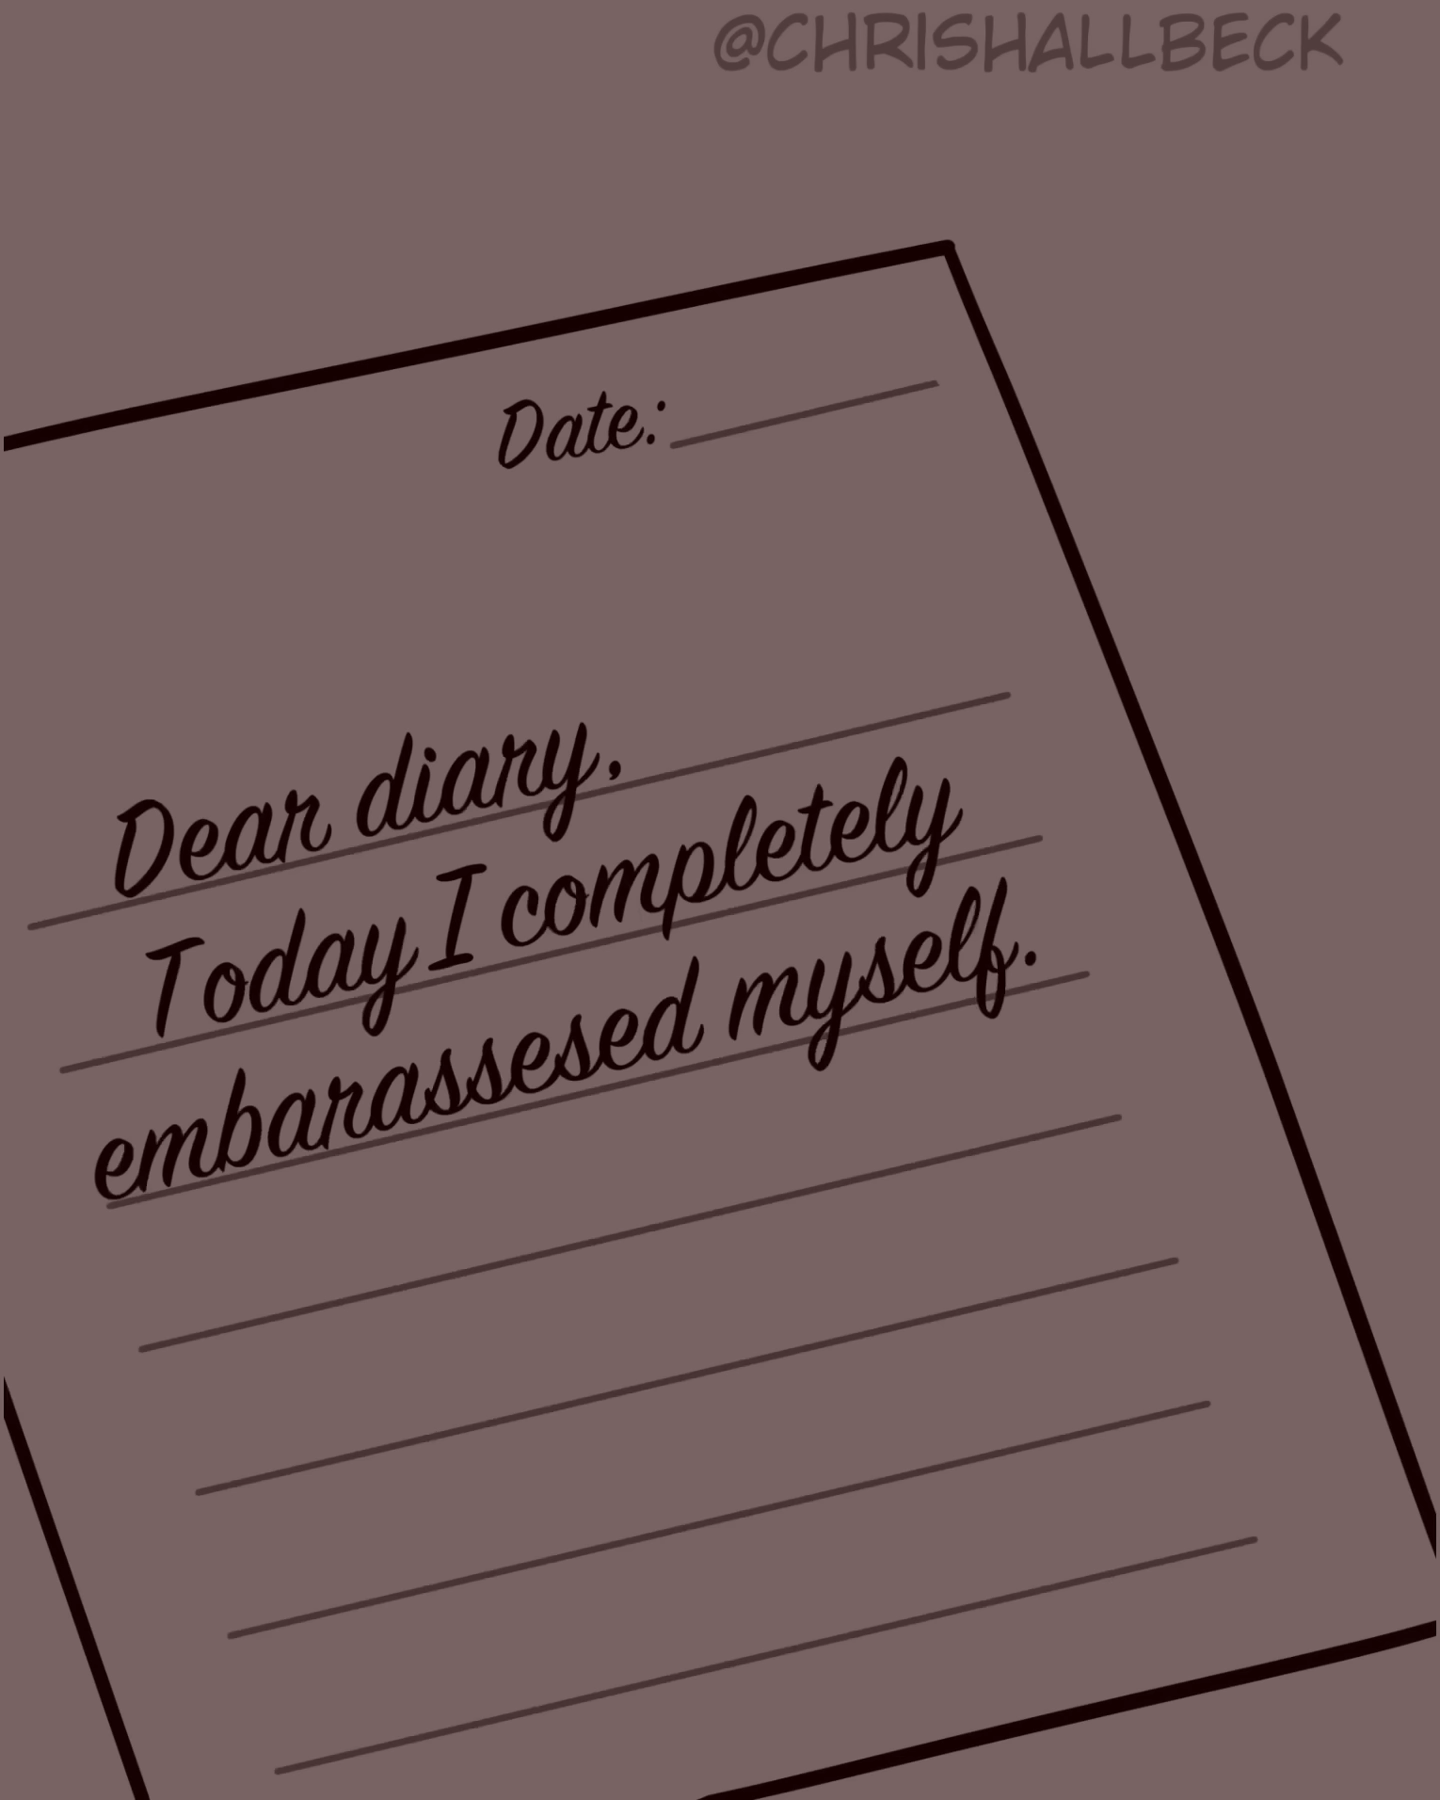 @CHRISHALLBECK
Date:
Dear diary,
Today I completely
embarassesed myself.